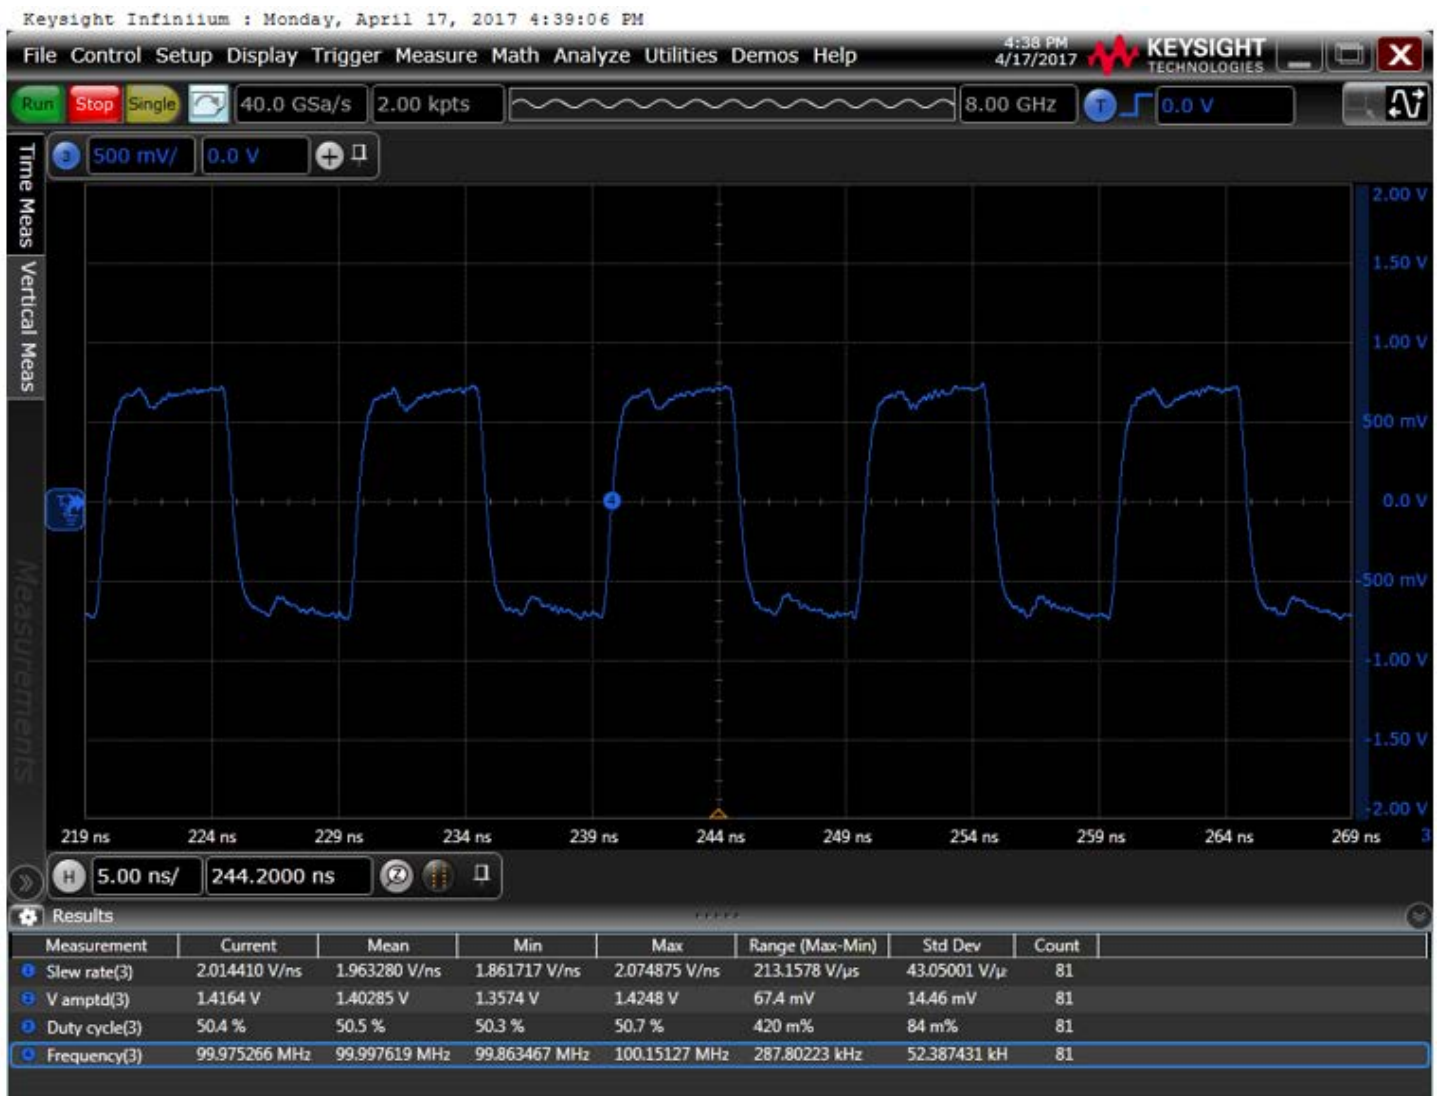 Keysight Infiniium : Monday, April 17, 2017 4:39:06 PM
File Control Setup Display Trigger Measure Math Analyze Utilities Demos Help
4:38 PM
4/17/2017
KEYSIGHT
TECHNOLOGIES
Run Stop Single 40.0 GSa/s 2.00 kpts 8.00 GHz T 0.0 V
3 500 mV/ 0.0 V
Time Meas
Vertical Meas
Measurements
2.00 V
1.50 V
1.00 V
500 mV
0.0 V
-500 mV
-1.00 V
-1.50 V
-2.00 V
4
219 ns 224 ns 229 ns 234 ns 239 ns 244 ns 249 ns 254 ns 259 ns 264 ns 269 ns 3
H 5.00 ns/ 244.2000 ns
Results
Measurement Current Mean Min Max Range (Max-Min) Std Dev Count
Slew rate(3) 2.014410 V/ns 1.963280 V/ns 1.861717 V/ns 2.074875 V/ns 213.1578 V/µs 43.05001 V/µ 81
V amptd(3) 1.4164 V 1.40285 V 1.3574 V 1.4248 V 67.4 mV 14.46 mV 81
Duty cycle(3) 50.4 % 50.5 % 50.3 % 50.7 % 420 m% 84 m% 81
Frequency(3) 99.975266 MHz 99.997619 MHz 99.863467 MHz 100.15127 MHz 287.80223 kHz 52.387431 kH 81